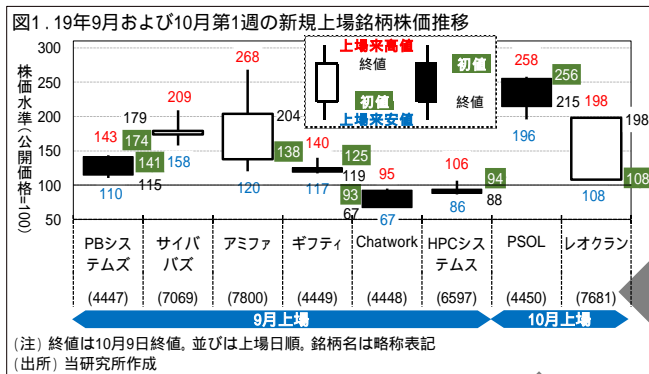 図1．19年9月および10月第1週の新規上場銘柄株価推移
株価水準（公開価格=100）
300
250
200
150
100
50
上場来高値
終値
初値
上場来安値
初値
終値
143
141
115
110
179
174
209
158
268
204
138
120
140
125
119
117
95
93
67
67
106
94
88
86
258
256
215
196
198
198
108
108
PBシス
テムズ
サイバ
バズ
アミファ
ギフティ
Chatwork
HPCシス
テムス
PSOL
レオクラン
(4447)
(7069)
(7800)
(4449)
(4448)
(6597)
(4450)
(7681)
9月上場
10月上場
(注) 終値は10月9日終値。並びは上場日順。銘柄名は略称表記
(出所) 当研究所作成